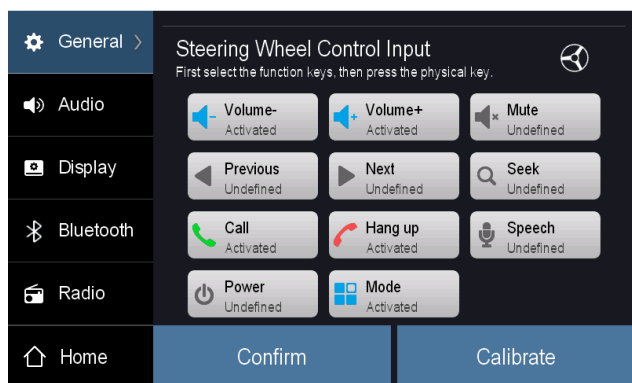 General >
Audio
Display
Bluetooth
Radio
Home
Steering Wheel Control Input
First select the function keys, then press the physical key.
Volume-
Activated
Volume+
Activated
Mute
Undefined
Previous
Undefined
Next
Undefined
Seek
Undefined
Call
Activated
Hang up
Activated
Speech
Undefined
Power
Undefined
Mode
Activated
Confirm
Calibrate